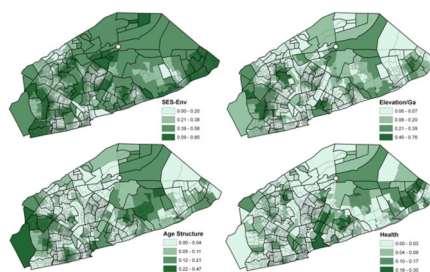 SES-Env
0.00 - 0.20
0.21 - 0.38
0.39 - 0.58
0.59 - 0.85
Elevation/Ga
0.00 - 0.07
0.08 - 0.20
0.21 - 0.39
0.40 - 0.78
Age Structure
0.00 - 0.04
0.05 - 0.11
0.12 - 0.21
0.22 - 0.47
Health
0.00 - 0.03
0.04 - 0.09
0.10 - 0.17
0.18 - 0.30